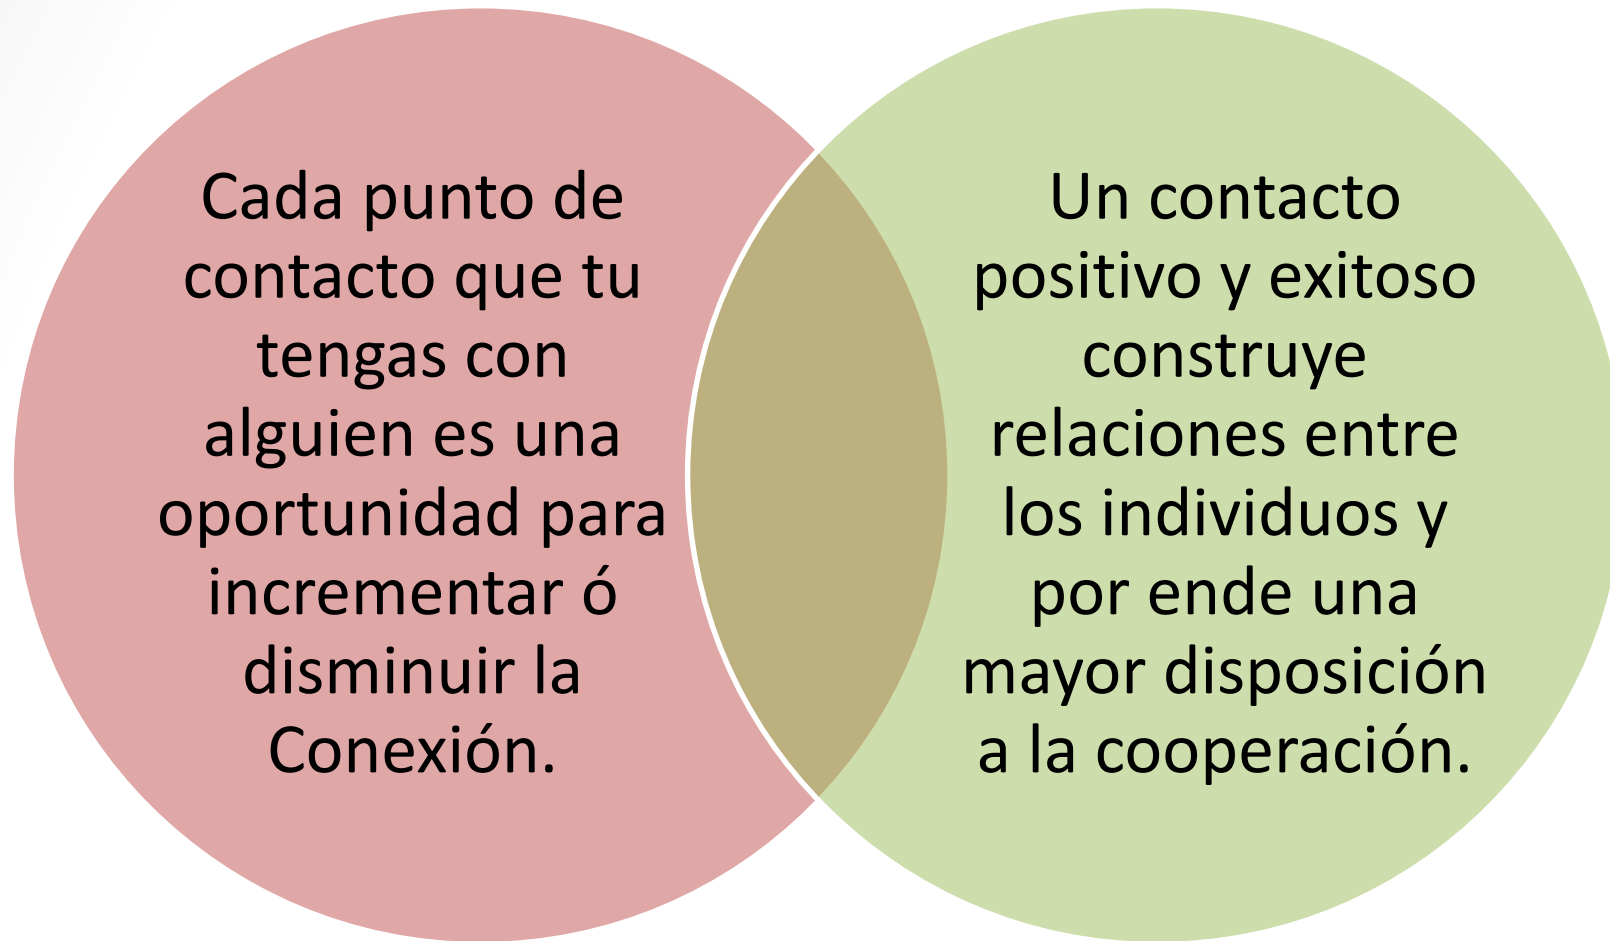 Cada punto de
contacto que tu
tengas con
alguien es una
oportunidad para
incrementar ó
disminuir la
Conexión.
Un contacto
positivo y exitoso
construye
relaciones entre
los individuos y
por ende una
mayor disposición
a la cooperación.